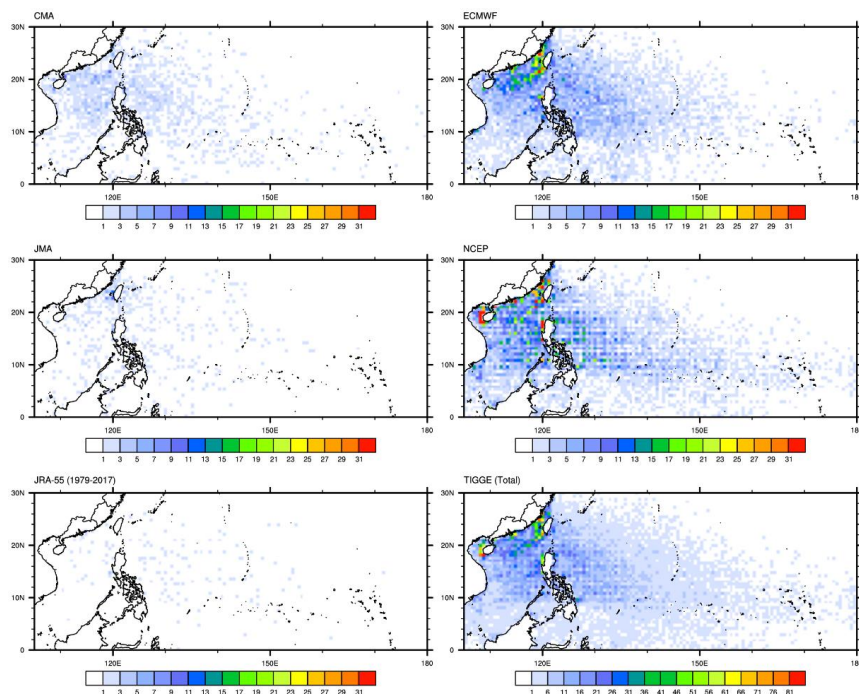 CMA
30N
20N
10N
0
120E 150E 180
1 3 5 7 9 11 13 15 17 19 21 23 25 27 29 31
ECMWF
30N
20N
10N
0
120E 150E 18
1 3 5 7 9 11 13 15 17 19 21 23 25 27 29 31
JMA
30N
20N
10N
0
120E 150E 180
1 3 5 7 9 11 13 15 17 19 21 23 25 27 29 31
NCEP
30N
20N
10N
0
120E 150E 18
1 3 5 7 9 11 13 15 17 19 21 23 25 27 29 31
JRA-55 (1979-2017)
30N
20N
10N
0
120E 150E 180
1 3 5 7 9 11 13 15 17 19 21 23 25 27 29 31
TIGGE (Total)
30N
20N
10N
0
120E 150E 18
1 6 11 16 21 26 31 36 41 46 51 56 61 66 71 76 81